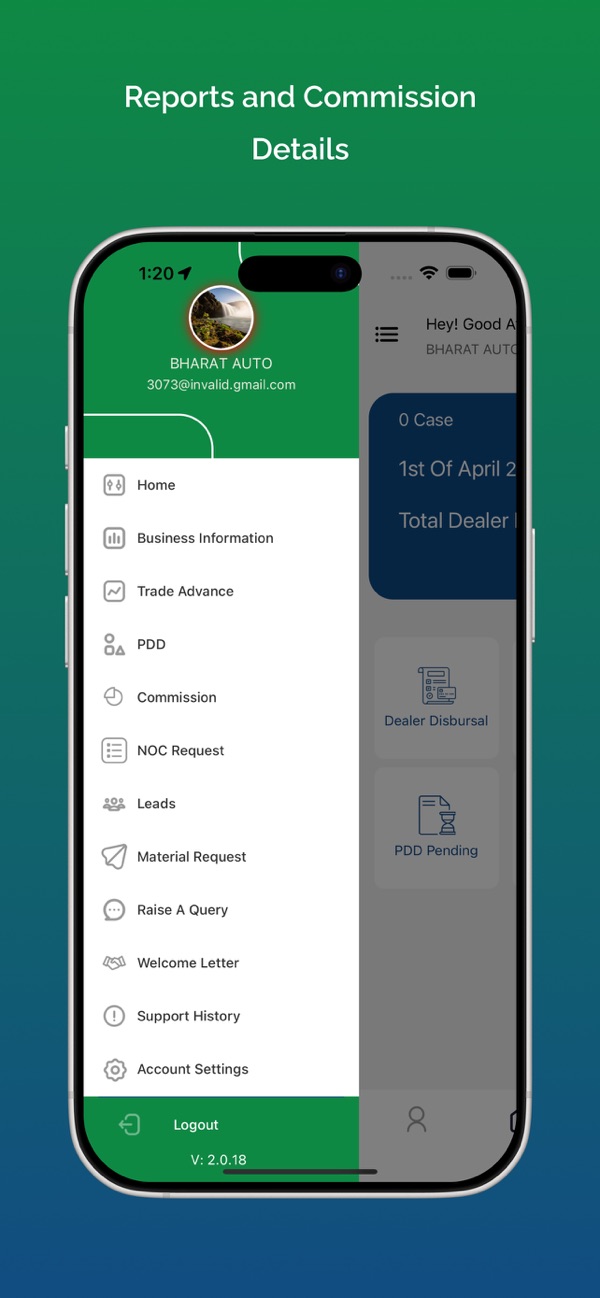 Reports and Commission
Details
1:20
BHARAT AUTO
3073@invalid.gmail.com
Home
Business Information
Trade Advance
PDD
Commission
NOC Request
Leads
Material Request
Raise A Query
Welcome Letter
Support History
Account Settings
Logout
V: 2.0.18
Hey! Good
BHARAT AUTO
0 Case
1st Of April
Total Dealer
Dealer Disbursal
PDD Pending